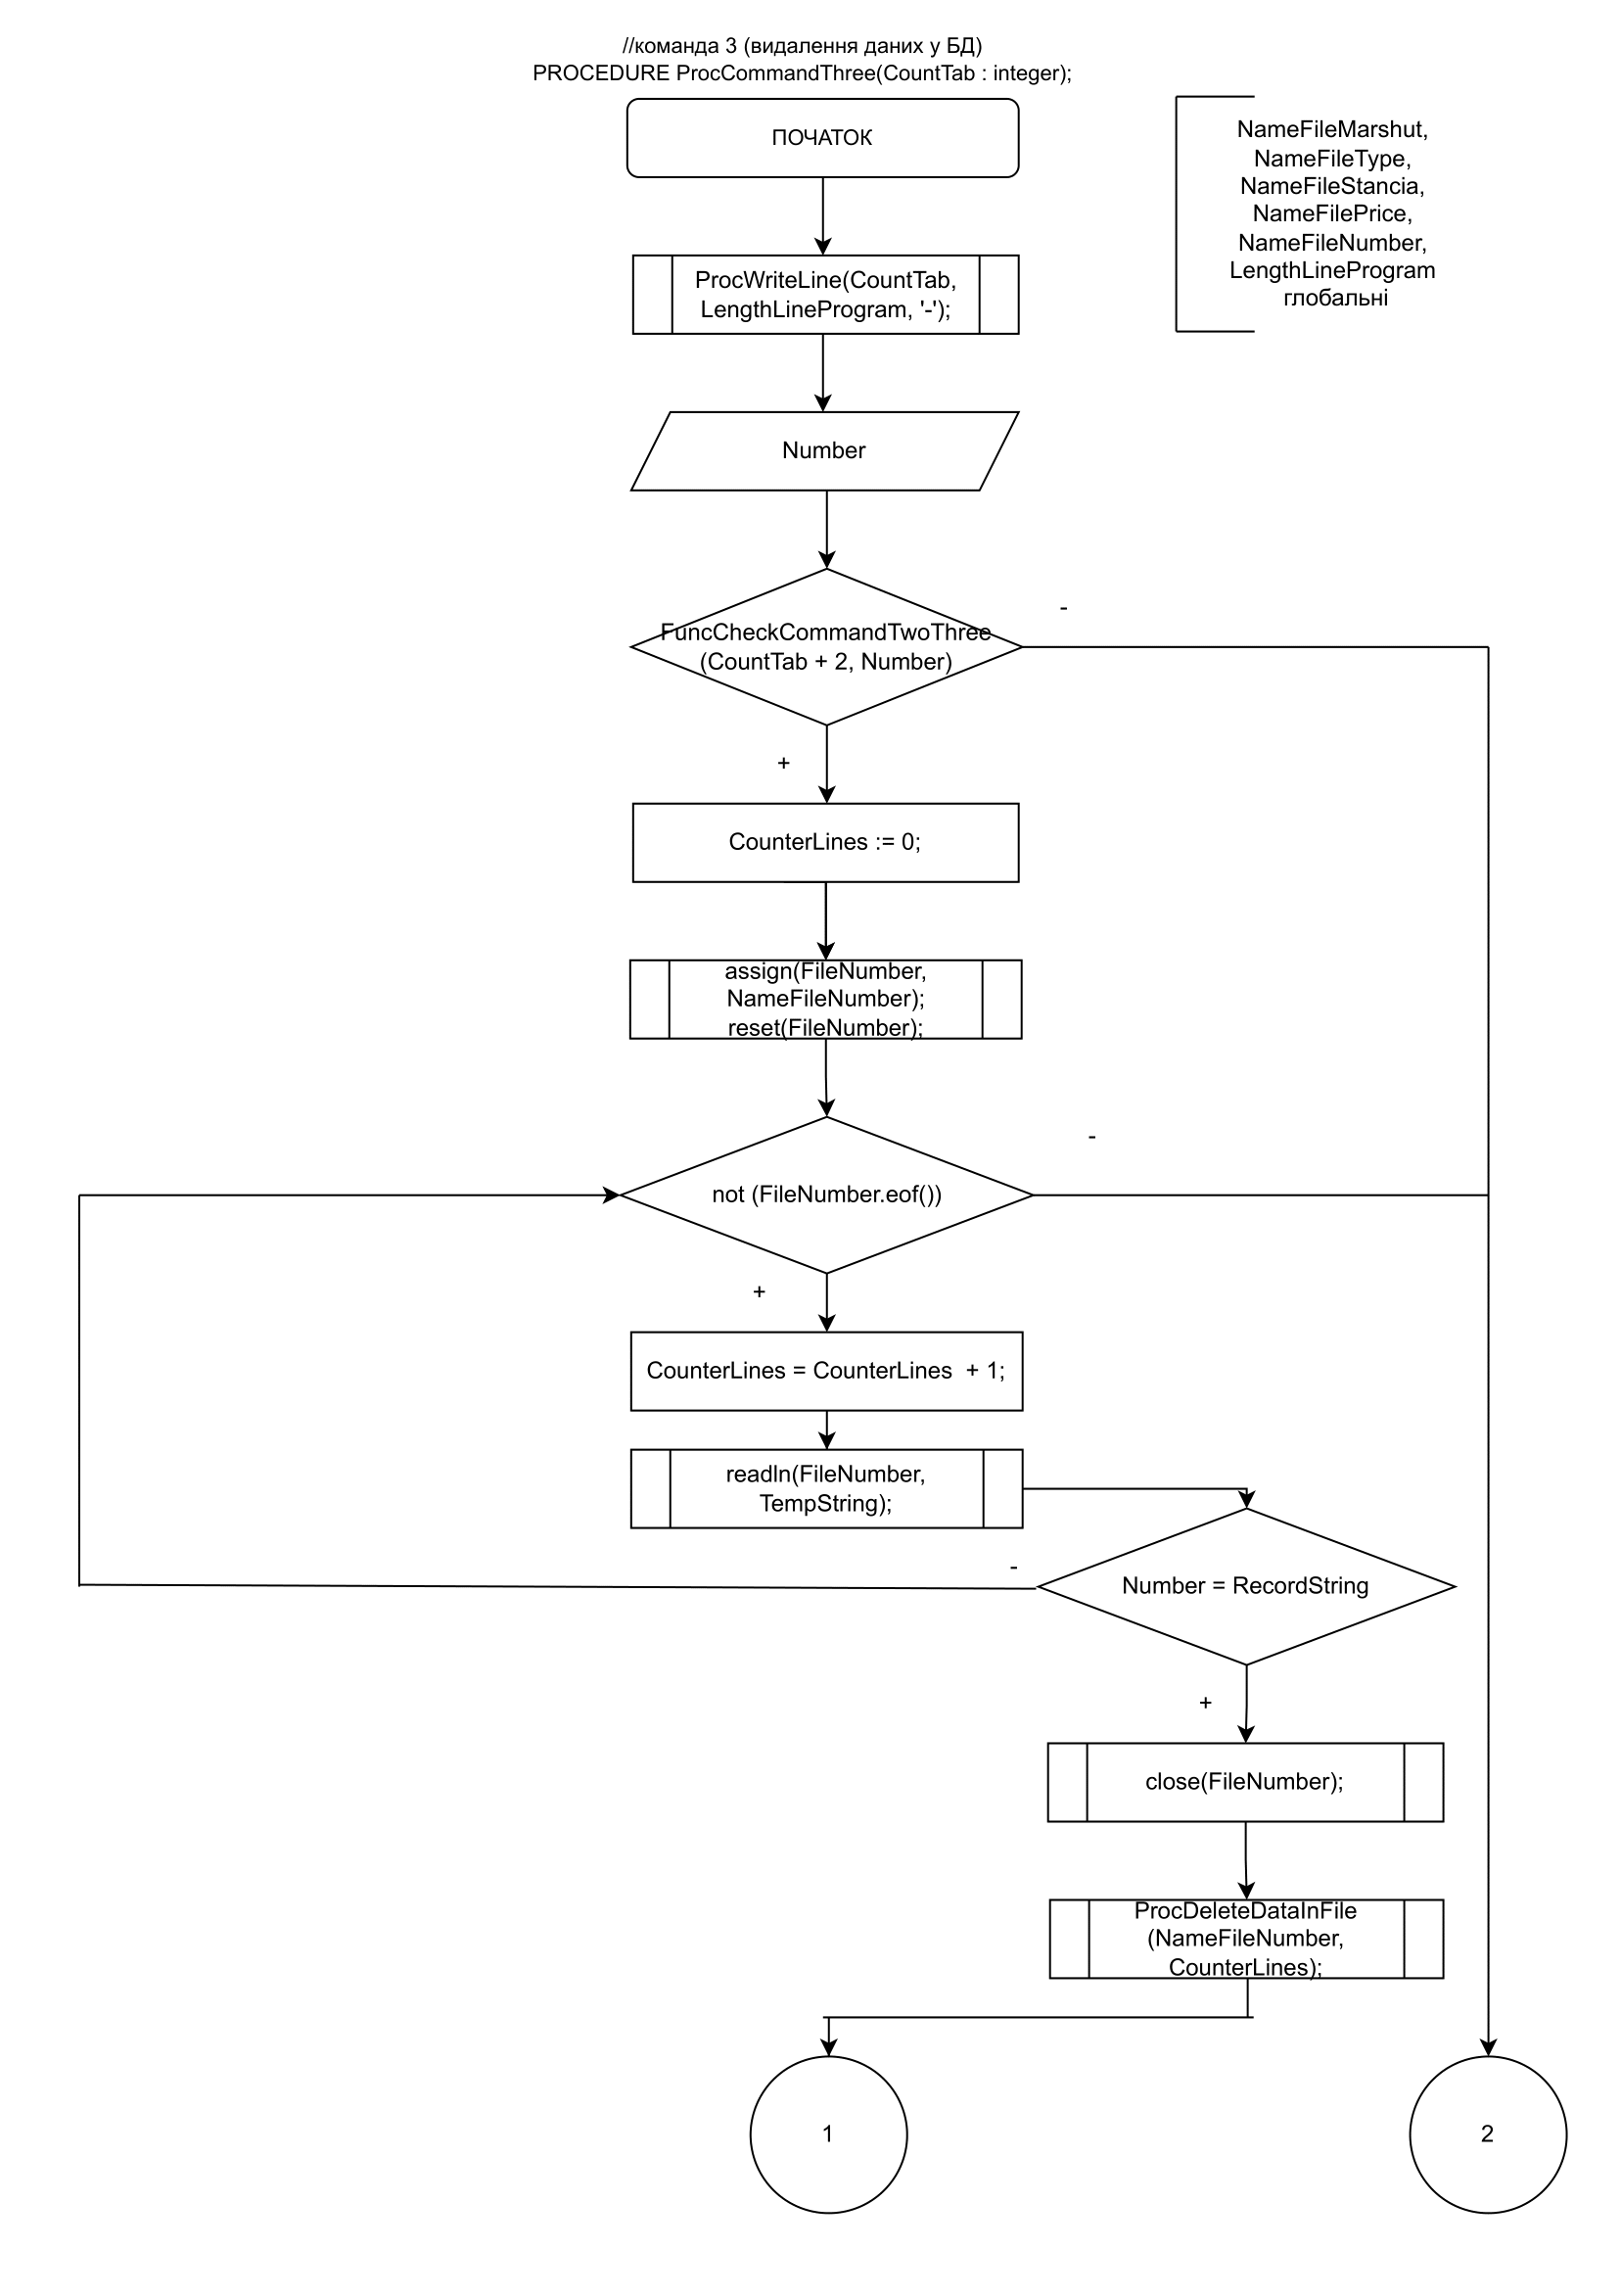 //команда 3 (видалення даних у БД)
PROCEDURE ProcCommandThree(CountTab : integer);
ПОЧАТОК
NameFileMarshut,
NameFileType,
NameFileStancia,
NameFilePrice,
NameFileNumber,
LengthLineProgram
глобальні
ProcWriteLine(CountTab,
LengthLineProgram, '-');
Number
FuncCheckCommandTwoThree
(CountTab + 2, Number)
-
+
CounterLines := 0;
assign(FileNumber,
NameFileNumber);
reset(FileNumber);
-
not (FileNumber.eof())
+
CounterLines = CounterLines  + 1;
readln(FileNumber,
TempString);
-
Number = RecordString
+
close(FileNumber);
ProcDeleteDataInFile
(NameFileNumber,
CounterLines);
1
2